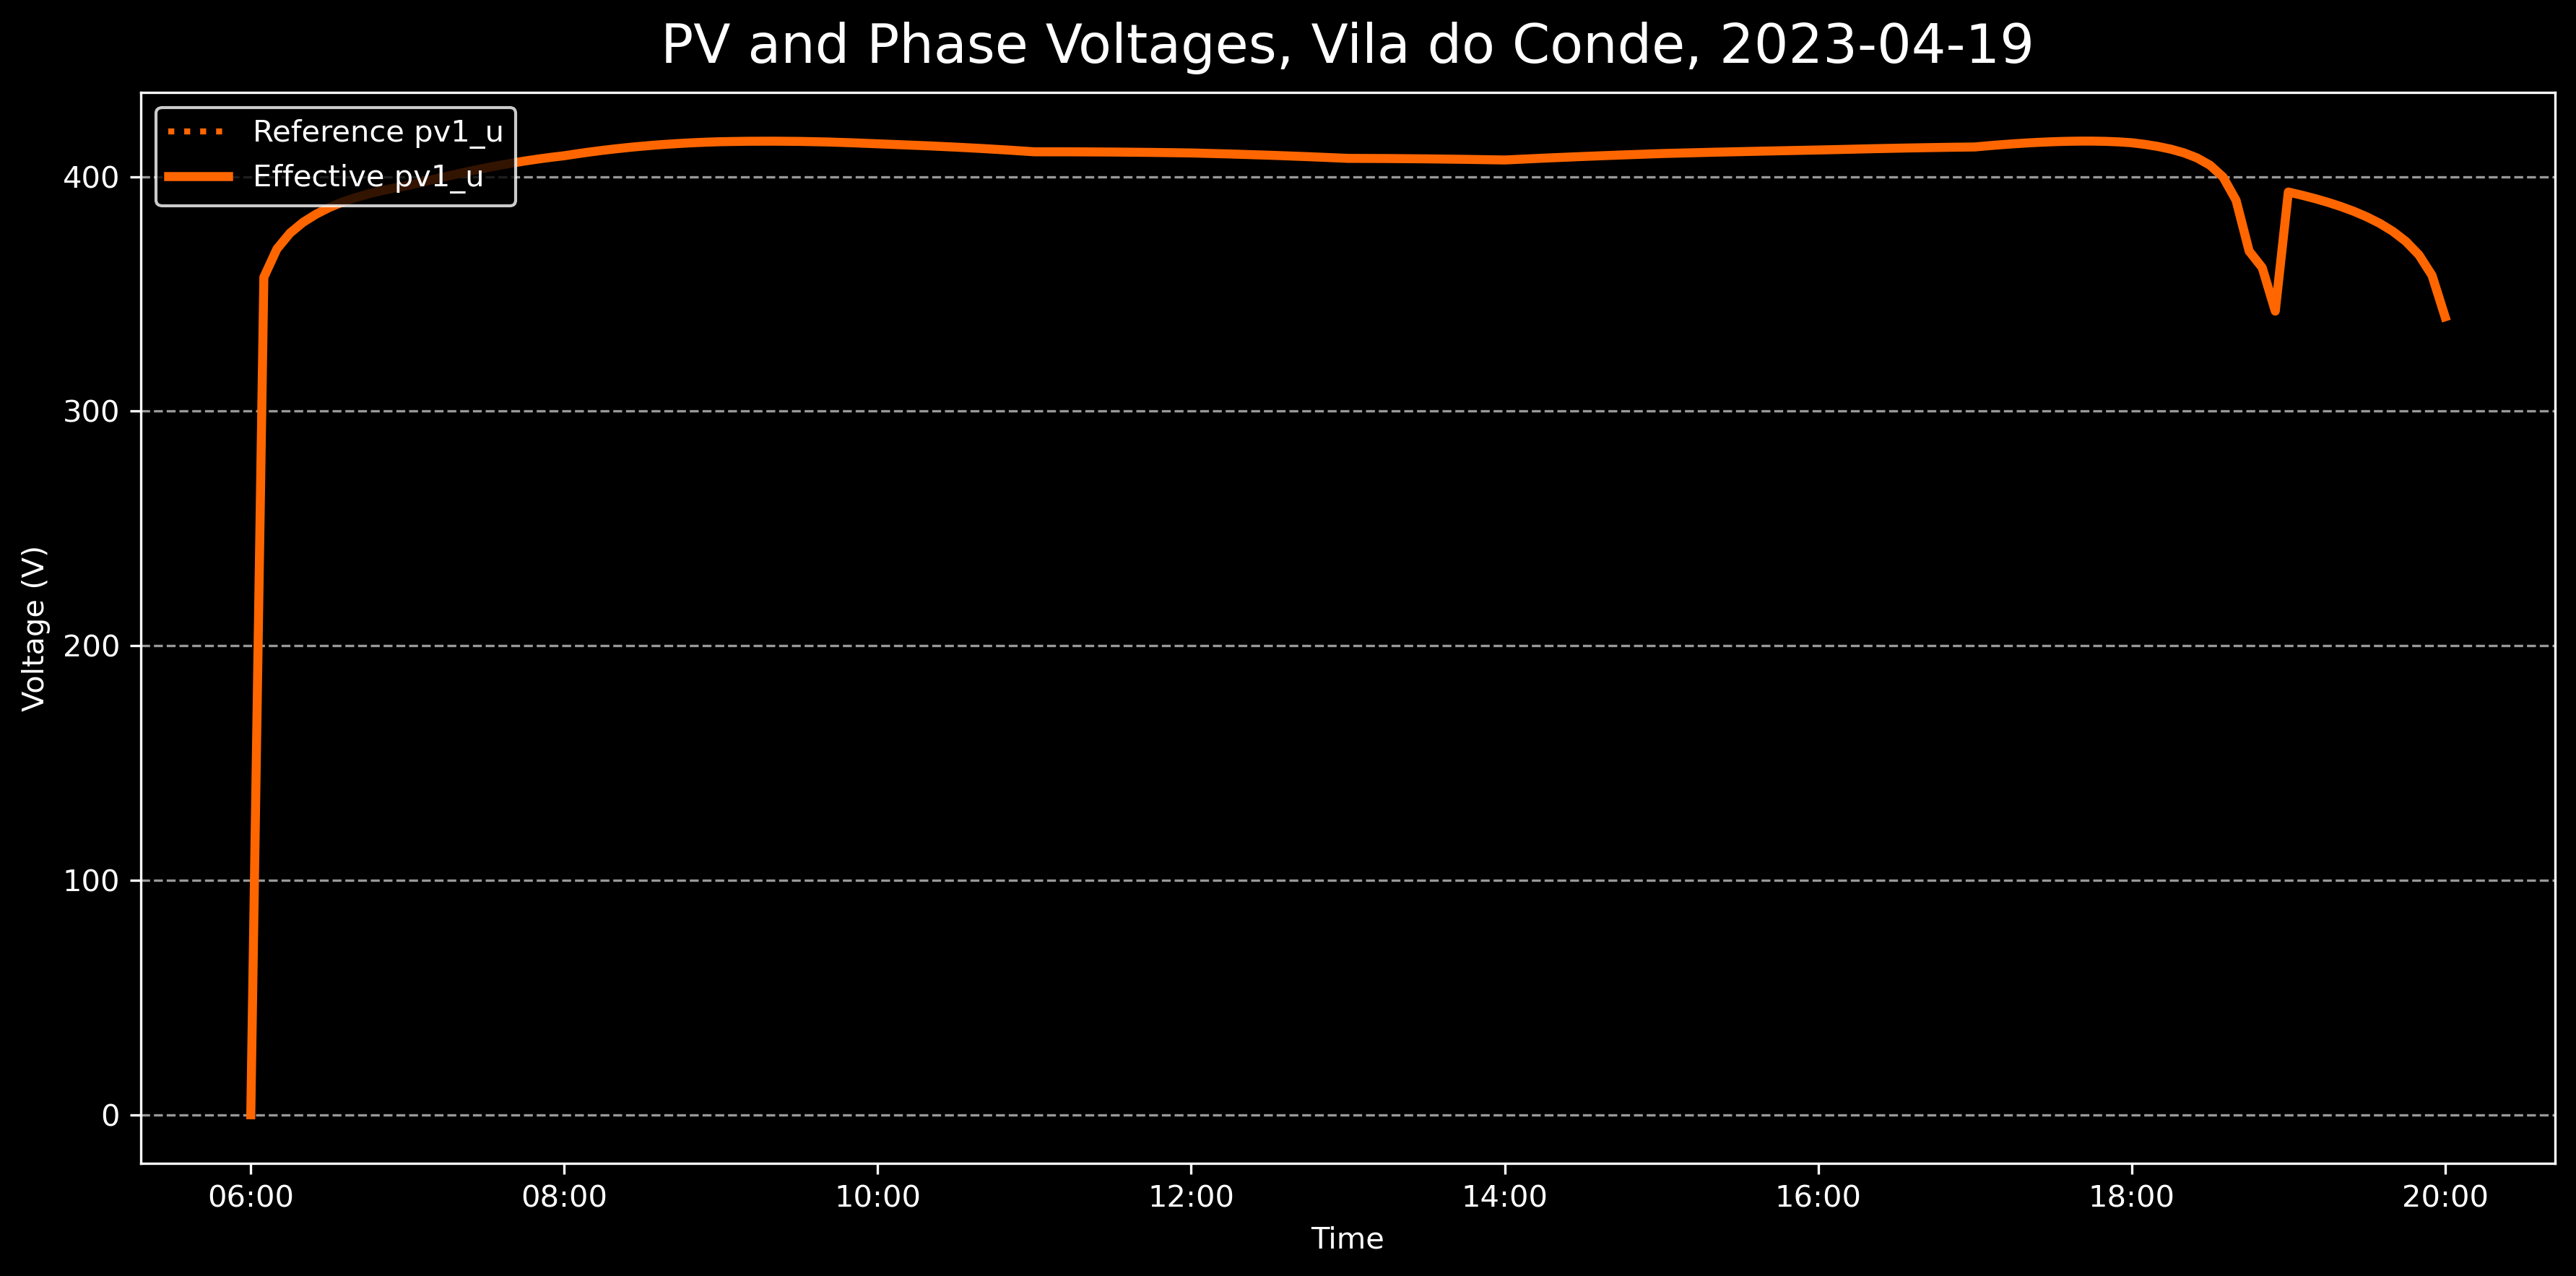 PV and Phase Voltages, Vila do Conde, 2023-04-19
Reference pv1_u
Effective pv1_u
400
300
200
100
0
Voltage (V)
06:00 08:00 10:00 12:00 14:00 16:00 18:00 20:00
Time